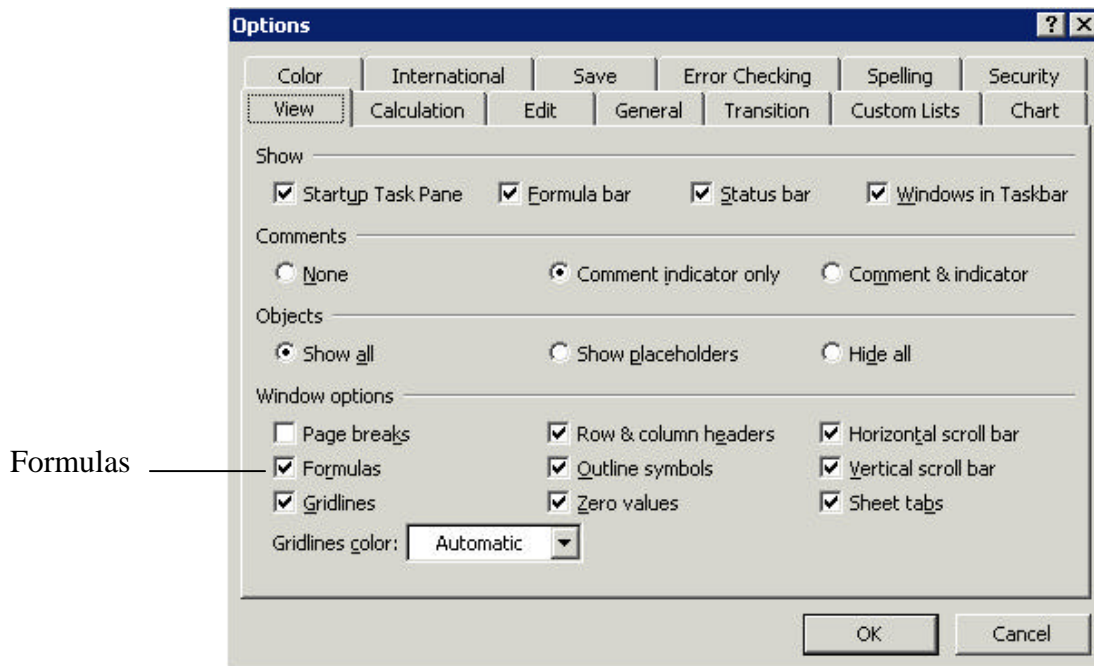 Options
Color International Save Error Checking Spelling Security
View Calculation Edit General Transition Custom Lists Chart
Show
Startup Task Pane Formula bar Status bar Windows in Taskbar
Comments
None Comment indicator only Comment & indicator
Objects
Show all Show placeholders Hide all
Window options
Page breaks Row & column headers Horizontal scroll bar
Formulas Formulas Outline symbols Vertical scroll bar
Gridlines Zero values Sheet tabs
Gridlines color: Automatic
OK Cancel